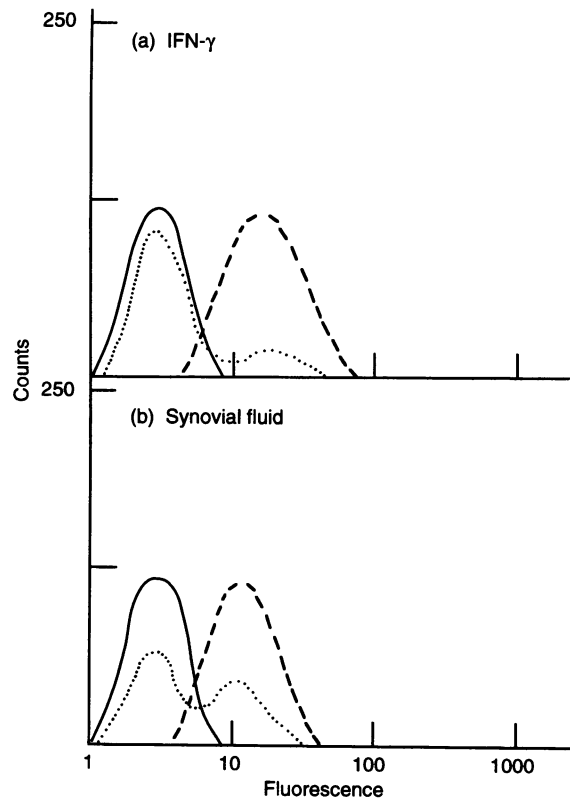 250
(a) IFN-γ
Counts
250
(b) Synovial fluid
1 10 100 1000
Fluorescence